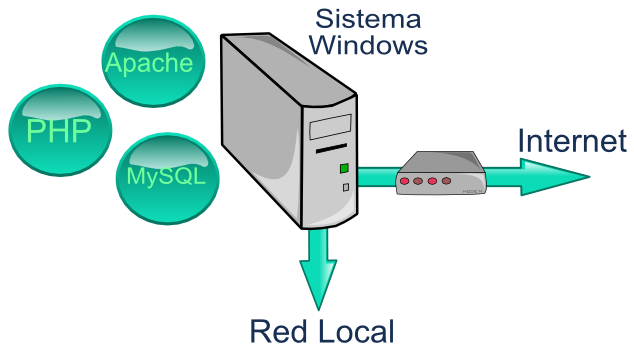 Sistema
Windows
Apache
PHP
MySQL
Internet
Red Local